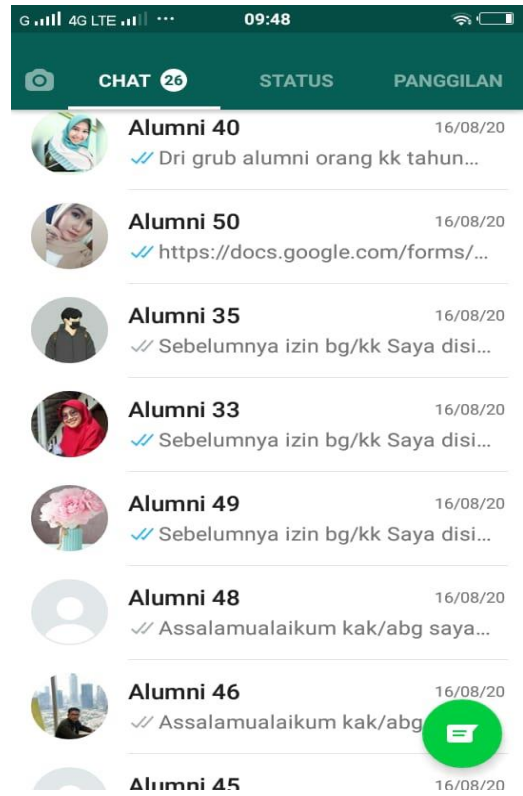 G 4G LTE ... 09:48
CHAT 26 STATUS PANGGILAN
Alumni 40 16/08/20
Dri grub alumni orang kk tahun...
Alumni 50 16/08/20
https://docs.google.com/forms/...
Alumni 35 16/08/20
Sebelumnya izin bg/kk Saya disi...
Alumni 33 16/08/20
Sebelumnya izin bg/kk Saya disi...
Alumni 49 16/08/20
Sebelumnya izin bg/kk Saya disi...
Alumni 48 16/08/20
Assalamualaikum kak/abg saya...
Alumni 46 16/08/20
Assalamualaikum kak/abg
Alumni 45 16/08/20